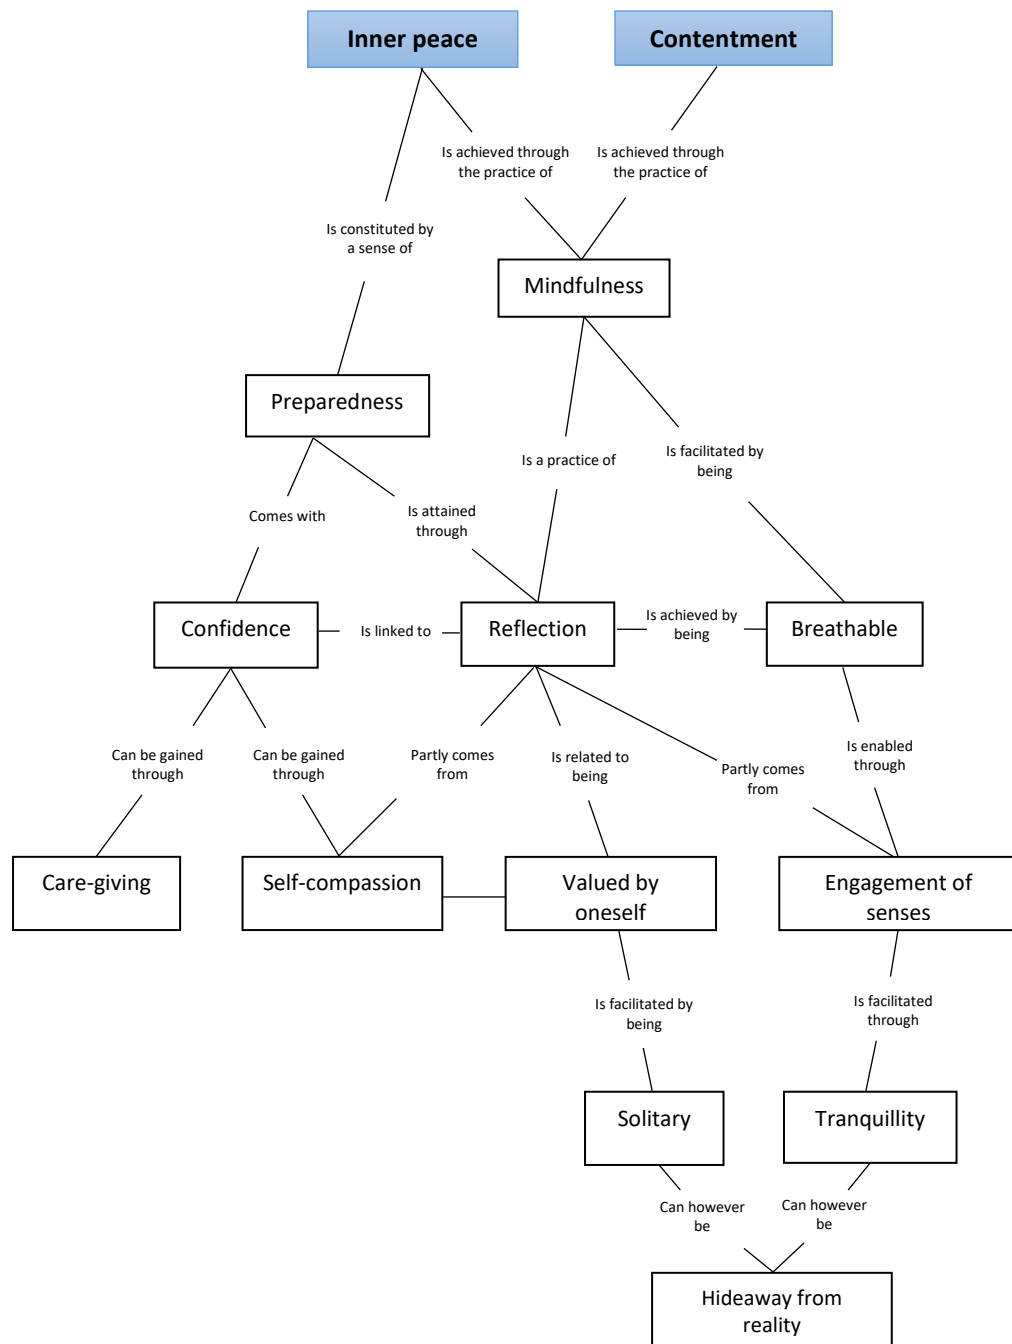 Inner peace
Contentment
Is achieved through
the practice of
Is achieved through
the practice of
Is constituted by
a sense of
Mindfulness
Preparedness
Is a practice of
Is facilitated by
being
Comes with
Is attained
through
Confidence
Is linked to
Reflection
Is achieved by
being
Breathable
Can be gained
through
Can be gained
through
Partly comes
from
Is related to
being
Partly comes
from
Is enabled
through
Care-giving
Self-compassion
Valued by
oneself
Engagement of
senses
Is facilitated by
being
Is facilitated
through
Solitary
Tranquillity
Can however
be
Can however
be
Hideaway from
reality